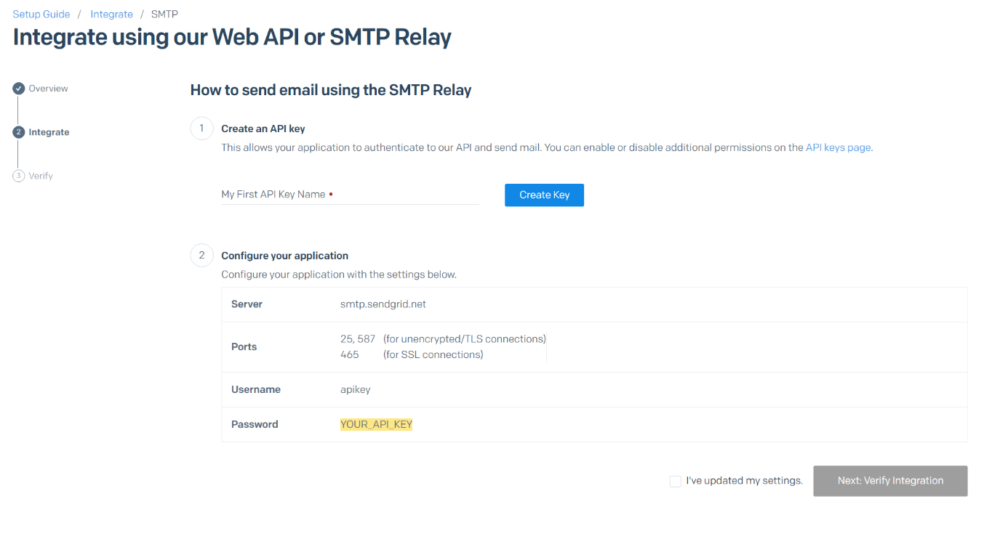 Setup Guide / Integrate / SMTP
Integrate using our Web API or SMTP Relay
Overview
2 Integrate
3 Verify
How to send email using the SMTP Relay
1 Create an API key
This allows your application to authenticate to our API and send mail. You can enable or disable additional permissions on the API keys page.
My First API Key Name •
Create Key
2 Configure your application
Configure your application with the settings below.
Server smtp.sendgrid.net
Ports
25, 587 (for unencrypted/TLS connections)
465 (for SSL connections)
Username apikey
Password YOUR_API_KEY
I've updated my settings. Next: Verify Integration